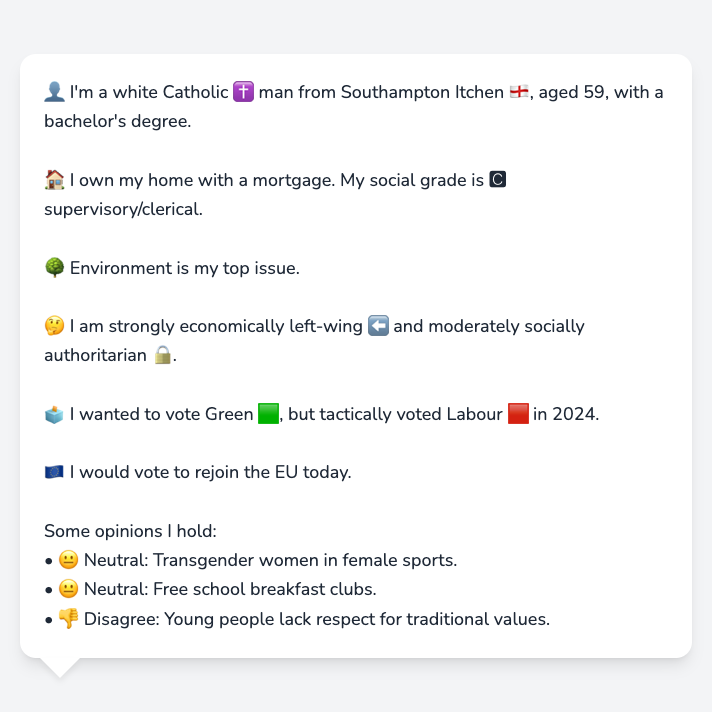 👤 I'm a white Catholic ✝️ man from Southampton Itchen 🏴󠁧󠁢󠁥󠁮󠁧󠁿, aged 59, with a
bachelor's degree.
🏠 I own my home with a mortgage. My social grade is 🅲
supervisory/clerical.
🌳 Environment is my top issue.
🤔 I am strongly economically left-wing ⬅️ and moderately socially
authoritarian 🔒.
🗳️ I wanted to vote Green 🟩, but tactically voted Labour 🟥 in 2024.
🇪🇺 I would vote to rejoin the EU today.
Some opinions I hold:
• 😐 Neutral: Transgender women in female sports.
• 😐 Neutral: Free school breakfast clubs.
• 👎 Disagree: Young people lack respect for traditional values.